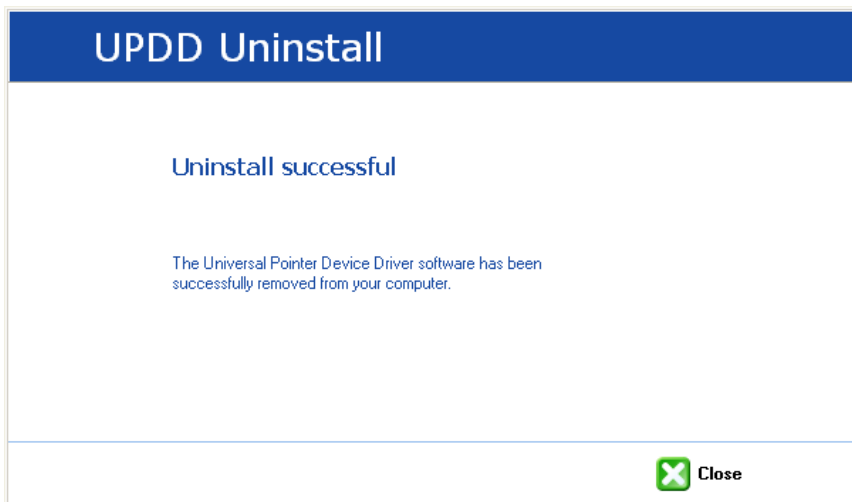 UPDD Uninstall
Uninstall successful
The Universal Pointer Device Driver software has been
successfully removed from your computer.
Close